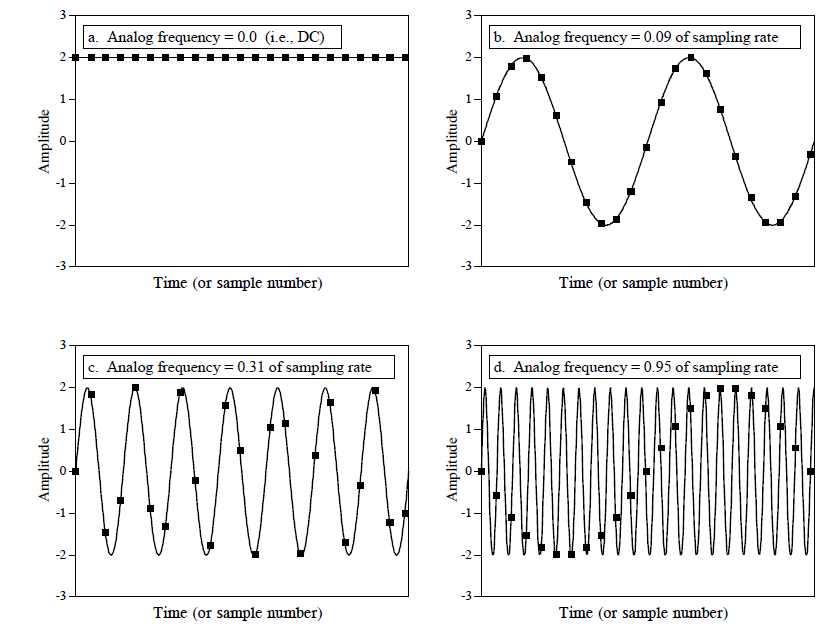 3
a. Analog frequency = 0.0 (i.e., DC)
2
1
0
-1
-2
-3
Amplitude
Time (or sample number)
3
b. Analog frequency = 0.09 of sampling rate
2
1
0
-1
-2
-3
Amplitude
Time (or sample number)
3
c. Analog frequency = 0.31 of sampling rate
2
1
0
-1
-2
-3
Amplitude
Time (or sample number)
3
d. Analog frequency = 0.95 of sampling rate
2
1
0
-1
-2
-3
Amplitude
Time (or sample number)